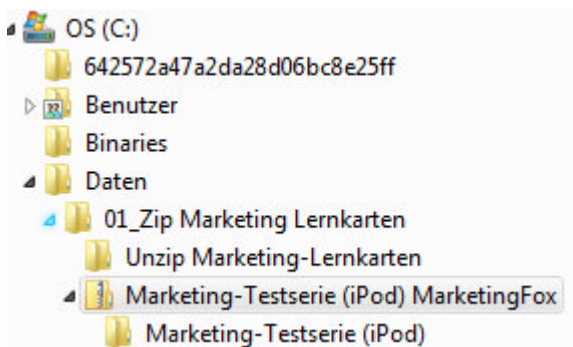 OS (C:)
642572a47a2da28d06bc8e25ff
Benutzer
Binaries
Daten
01_Zip Marketing Lernkarten
Unzip Marketing-Lernkarten
Marketing-Testserie (iPod) MarketingFox
Marketing-Testserie (iPod)